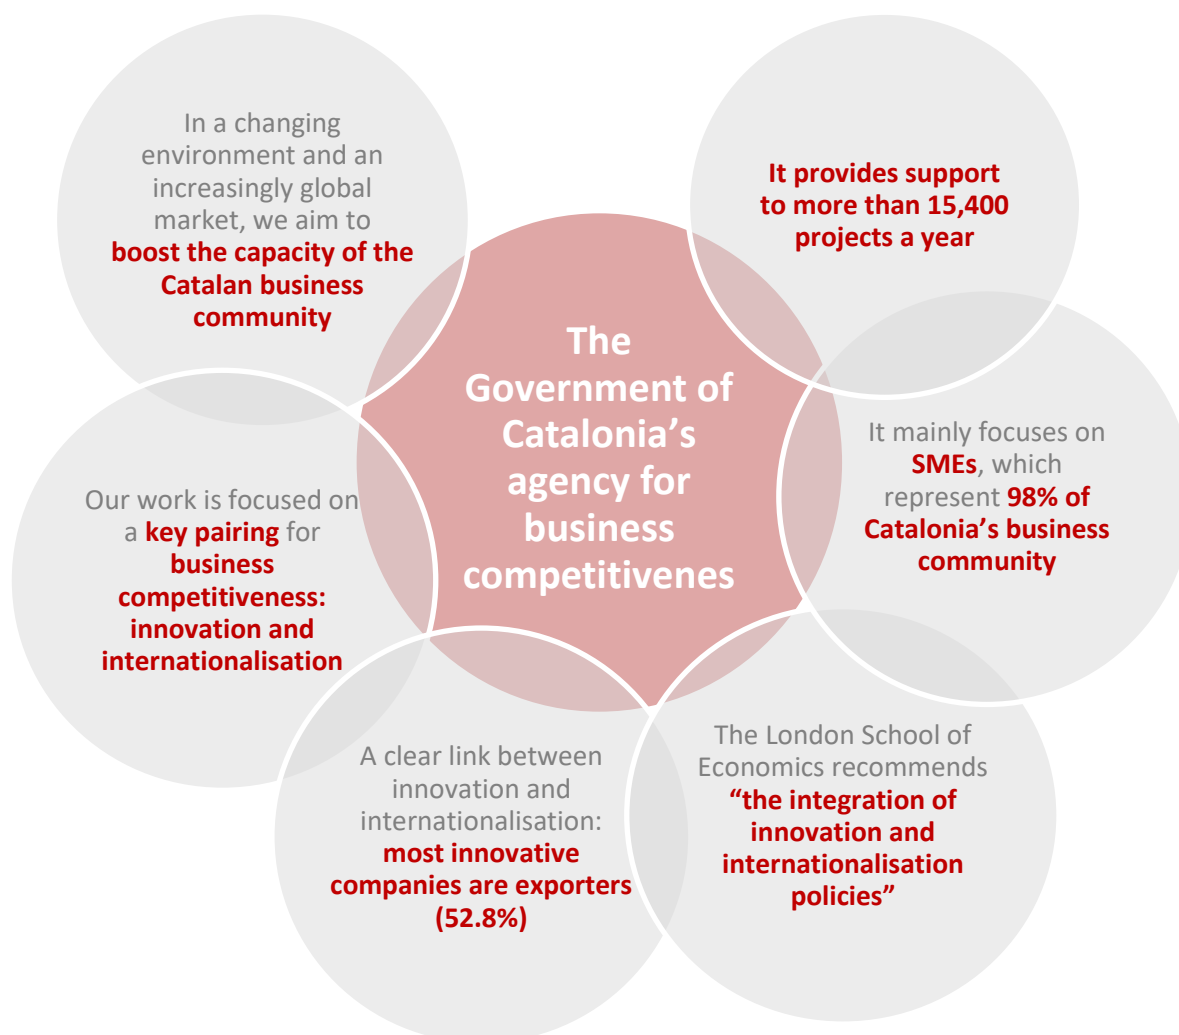 In a changing
environment and an
increasingly global
market, we aim to
boost the capacity of the
Catalan business
community
It provides support
to more than 15,400
projects a year
The
Government of
Catalonia’s
agency for
business
competitivenes
It mainly focuses on
SMEs, which
represent 98% of
Catalonia’s business
community
Our work is focused on
a key pairing for
business
competitiveness:
innovation and
internationalisation
A clear link between
innovation and
internationalisation:
most innovative
companies are exporters
(52.8%)
The London School of
Economics recommends
“the integration of
innovation and
internationalisation
policies”